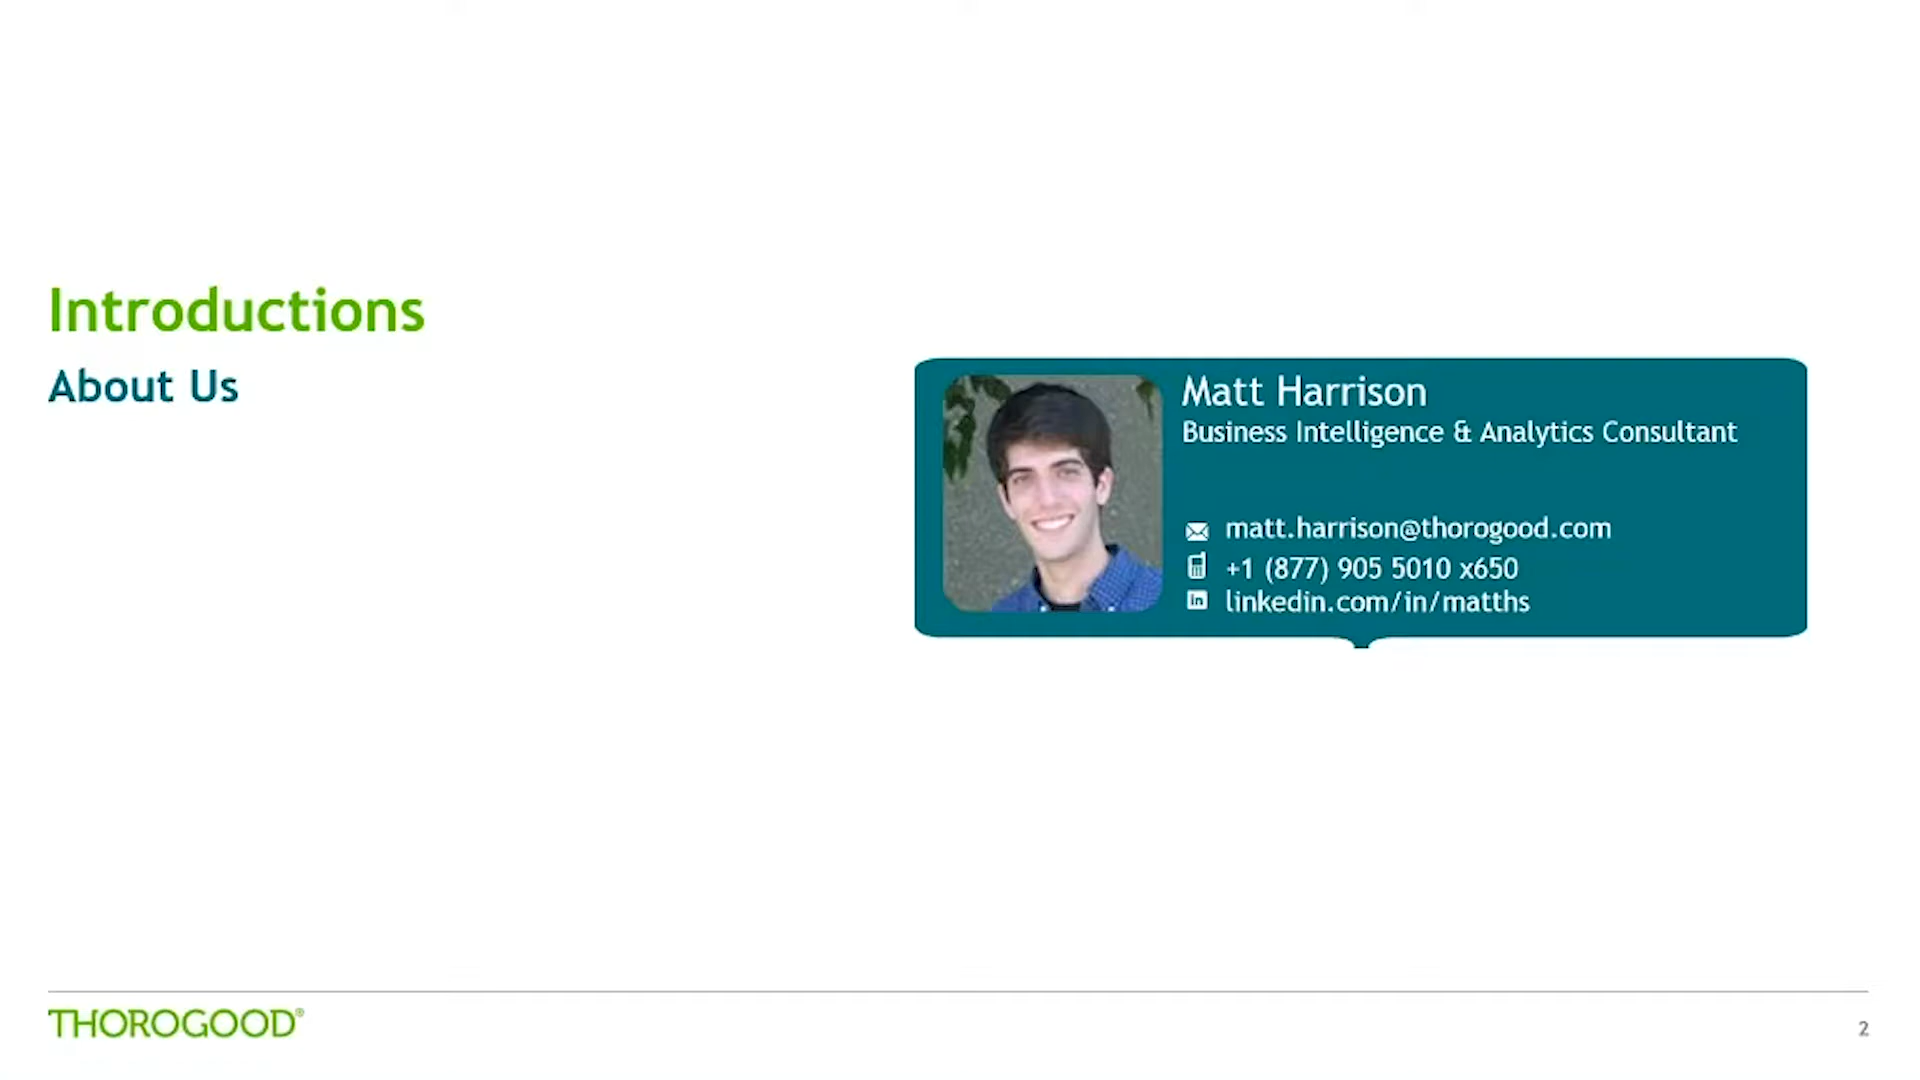 Introductions
About Us
Matt Harrison
Business Intelligence & Analytics Consultant
matt.harrison@thorogood.com
+1 (877) 905 5010 x650
in
linkedin.com/in/matths
THOROGOOD®
2